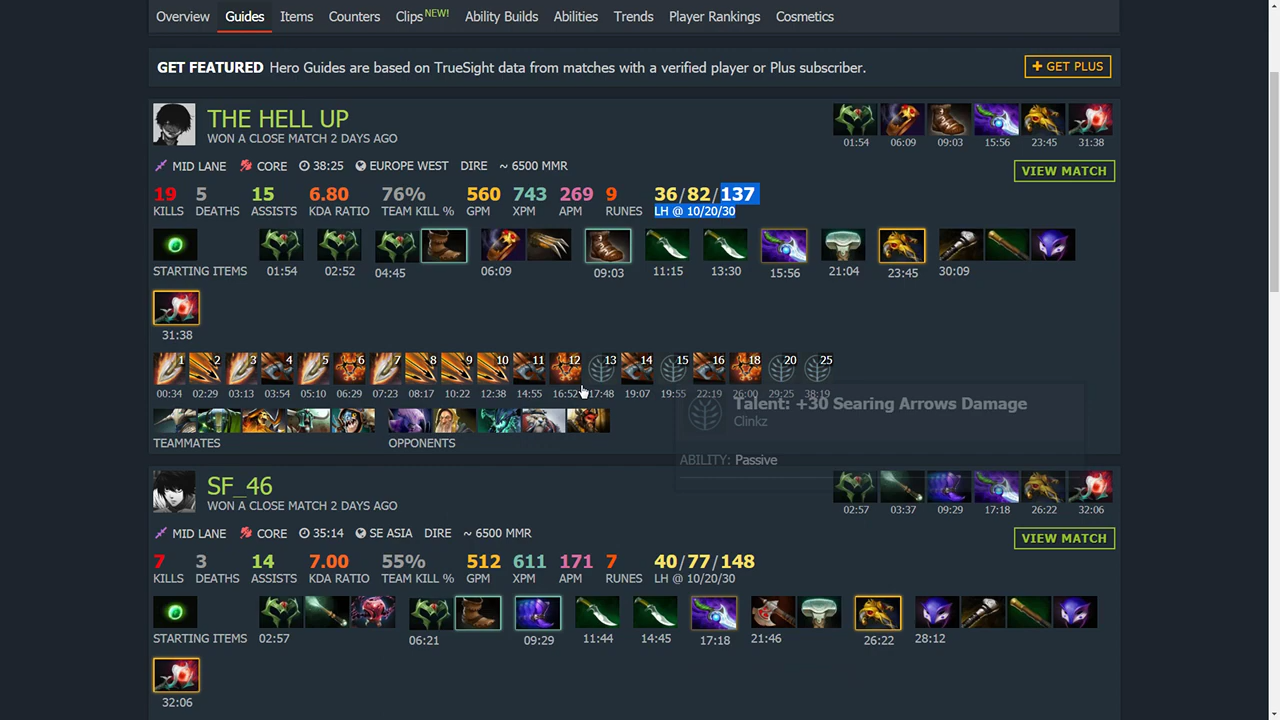 Overview Guides Items Counters Clips NEW! Ability Builds Abilities Trends Player Rankings Cosmetics
GET FEATURED Hero Guides are based on TrueSight data from matches with a verified player or Plus subscriber. + GET PLUS
THE HELL UP
WON A CLOSE MATCH 2 DAYS AGO
01:54 06:09 09:03 15:56 23:45 31:38
MID LANE CORE 38:25 EUROPE WEST DIRE ~ 6500 MMR
VIEW MATCH
19 5 15 6.80 76% 560 743 269 9 36/82/137
KILLS DEATHS ASSISTS KDA RATIO TEAM KILL % GPM XPM APM RUNES LH @ 10/20/30
STARTING ITEMS 01:54 02:52 04:45 06:09 09:03 11:15 13:30 15:56 21:04 23:45 30:09
31:38
1 2 3 4 5 6 7 8 9 10 11 12 13 14 15 16 18 20 25
00:34 02:29 03:13 03:54 05:10 06:29 07:23 08:17 10:22 12:38 14:55 16:52 17:48 19:07 19:55 22:19 26:00 29:25 38:19
Talent: +30 Searing Arrows Damage
Clinkz
TEAMMATES OPPONENTS
ABILITY: Passive
SF_46
WON A CLOSE MATCH 2 DAYS AGO
02:57 03:37 09:29 17:18 26:22 32:06
MID LANE CORE 35:14 SE ASIA DIRE ~ 6500 MMR
VIEW MATCH
7 3 14 7.00 55% 512 611 171 7 40/77/148
KILLS DEATHS ASSISTS KDA RATIO TEAM KILL % GPM XPM APM RUNES LH @ 10/20/30
STARTING ITEMS 02:57 06:21 09:29 11:44 14:45 17:18 21:46 26:22 28:12
32:06